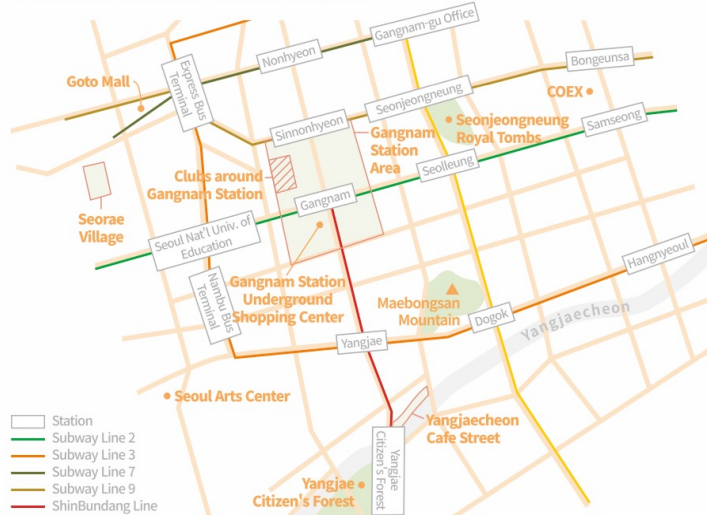 Gangnam-gu Office
Nonhyeon
Bongeunsa
Goto Mall
Express Bus
Terminal
COEX
Seonjeongneung
Sinnonhyeon
Gangnam
Station
Area
Seonjeongneung
Royal Tombs
Samseong
Clubs around
Gangnam Station
Seolleung
Gangnam
Seorae
Village
Seoul Nat'l Univ. of
Education
Hangnyeoul
Nambu Bus
Terminal
Gangnam Station
Underground
Shopping Center
Maebongsan
Mountain
Dogok
Yangjaecheon
Yangjae
Seoul Arts Center
Yangjaecheon
Cafe Street
Yangjae
Citizen's Forest
Yangjae
Citizen's Forest
Station
Subway Line 2
Subway Line 3
Subway Line 7
Subway Line 9
ShinBundang Line